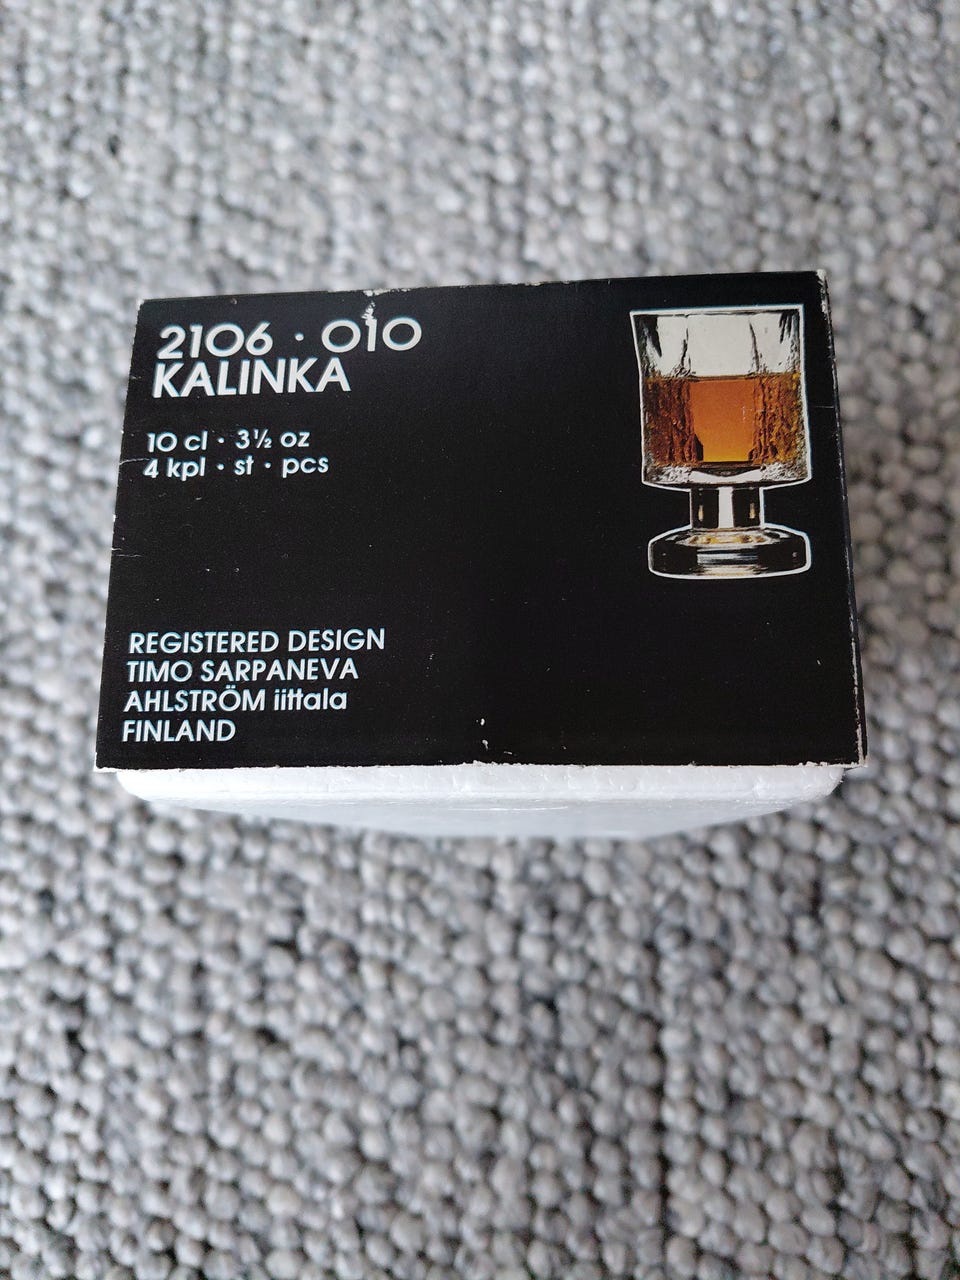 2106 · 010
KALINKA
10 cl · 3½ oz
4 kpl · st · pcs
REGISTERED DESIGN
TIMO SARPANEVA
AHLSTRÖM iittala
FINLAND